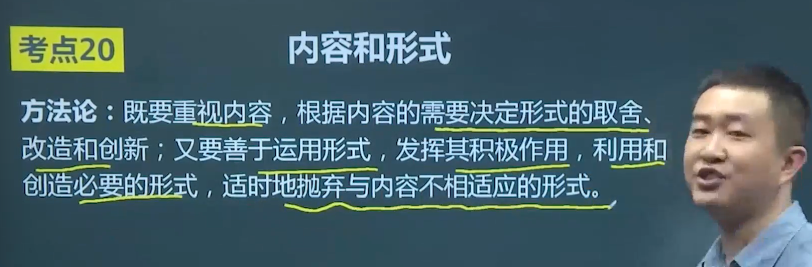 考点20
内容和形式
方法论：既要重视内容，根据内容的需要决定形式的取舍、
改造和创新；又要善于运用形式，发挥其积极作用，利用和
创造必要的形式，适时地抛弃与内容不相适应的形式。